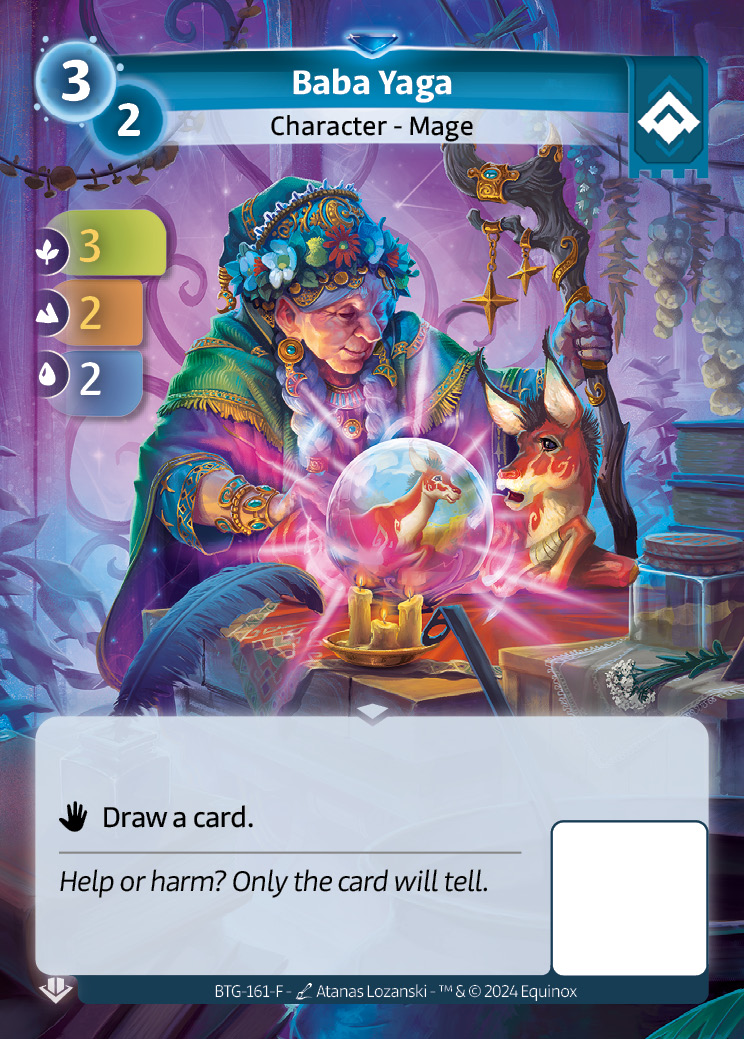 3
Baba Yaga
2
Character - Mage
3
2
2
Draw a card.
Help or harm? Only the card will tell.
BTG-161-F - Atanas Lozanski - ™ & © 2024 Equinox